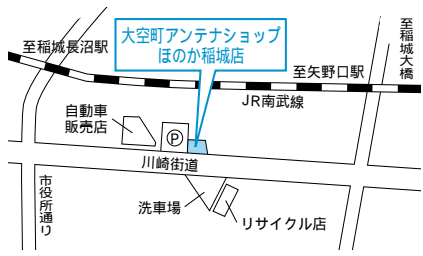 大空町アンテナショップ
ほのか稲城店
至稲城長沼駅
至矢野口駅
至稲城大橋
JR南武線
自動車
販売店
P
川崎街道
市役所通り
洗車場
リサイクル店